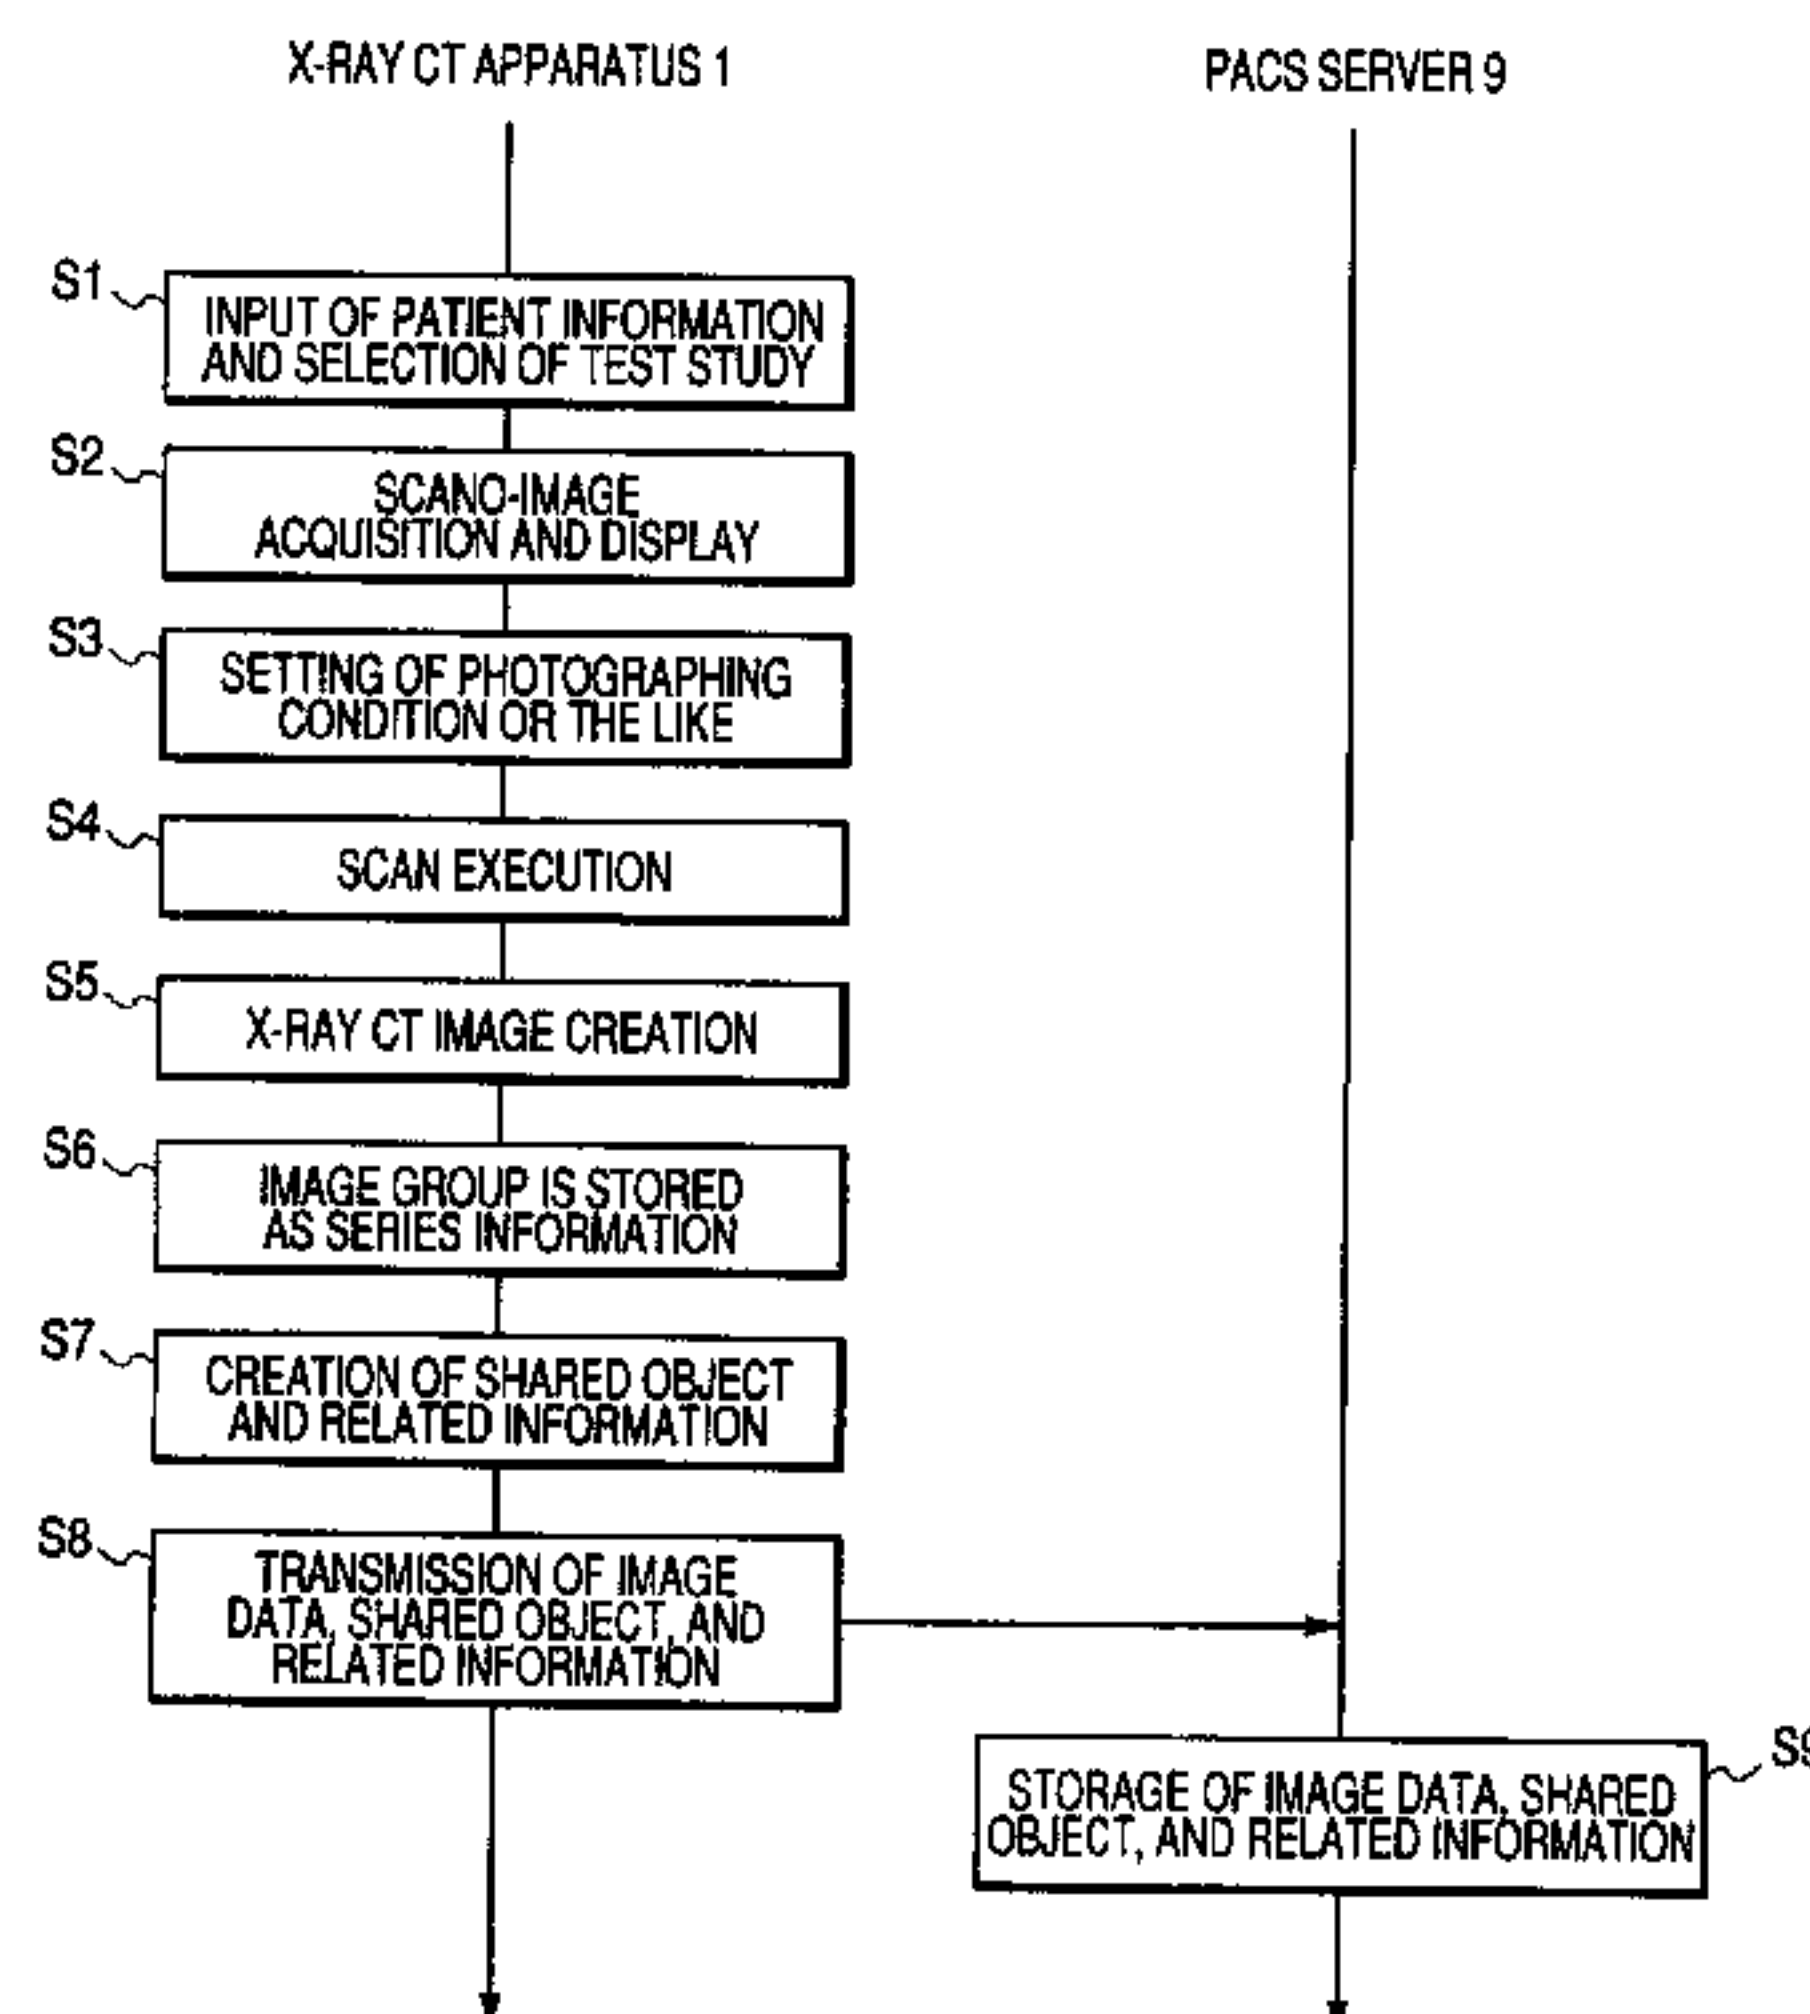 X-RAY CT APPARATUS 1
PACS SERVER 9
S1
INPUT OF PATIENT INFORMATION
AND SELECTION OF TEST STUDY
S2
SCANO-IMAGE
ACQUISITION AND DISPLAY
S3
SETTING OF PHOTOGRAPHING
CONDITION OR THE LIKE
S4
SCAN EXECUTION
S5
X-RAY CT IMAGE CREATION
S6
IMAGE GROUP IS STORED
AS SERIES INFORMATION
S7
CREATION OF SHARED OBJECT
AND RELATED INFORMATION
S8
TRANSMISSION OF IMAGE
DATA, SHARED OBJECT, AND
RELATED INFORMATION
S9
STORAGE OF IMAGE DATA, SHARED
OBJECT, AND RELATED INFORMATION